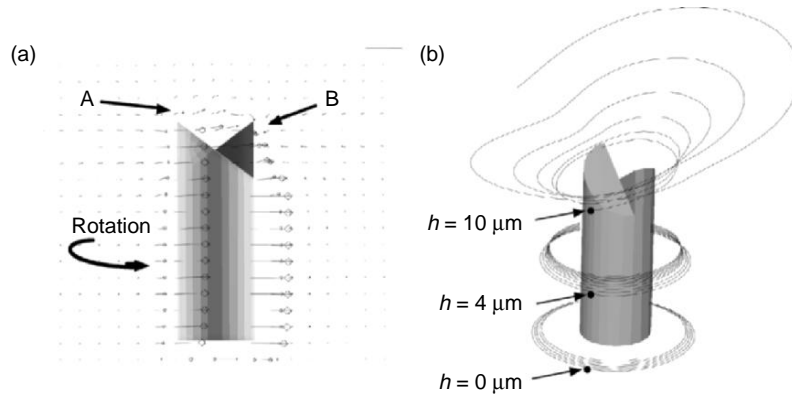 (a)
A
B
Rotation
(b)
h = 10 μm
h = 4 μm
h = 0 μm